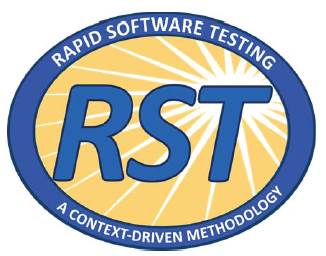 RAPID SOFTWARE TESTING
RST
A CONTEXT-DRIVEN METHODOLOGY